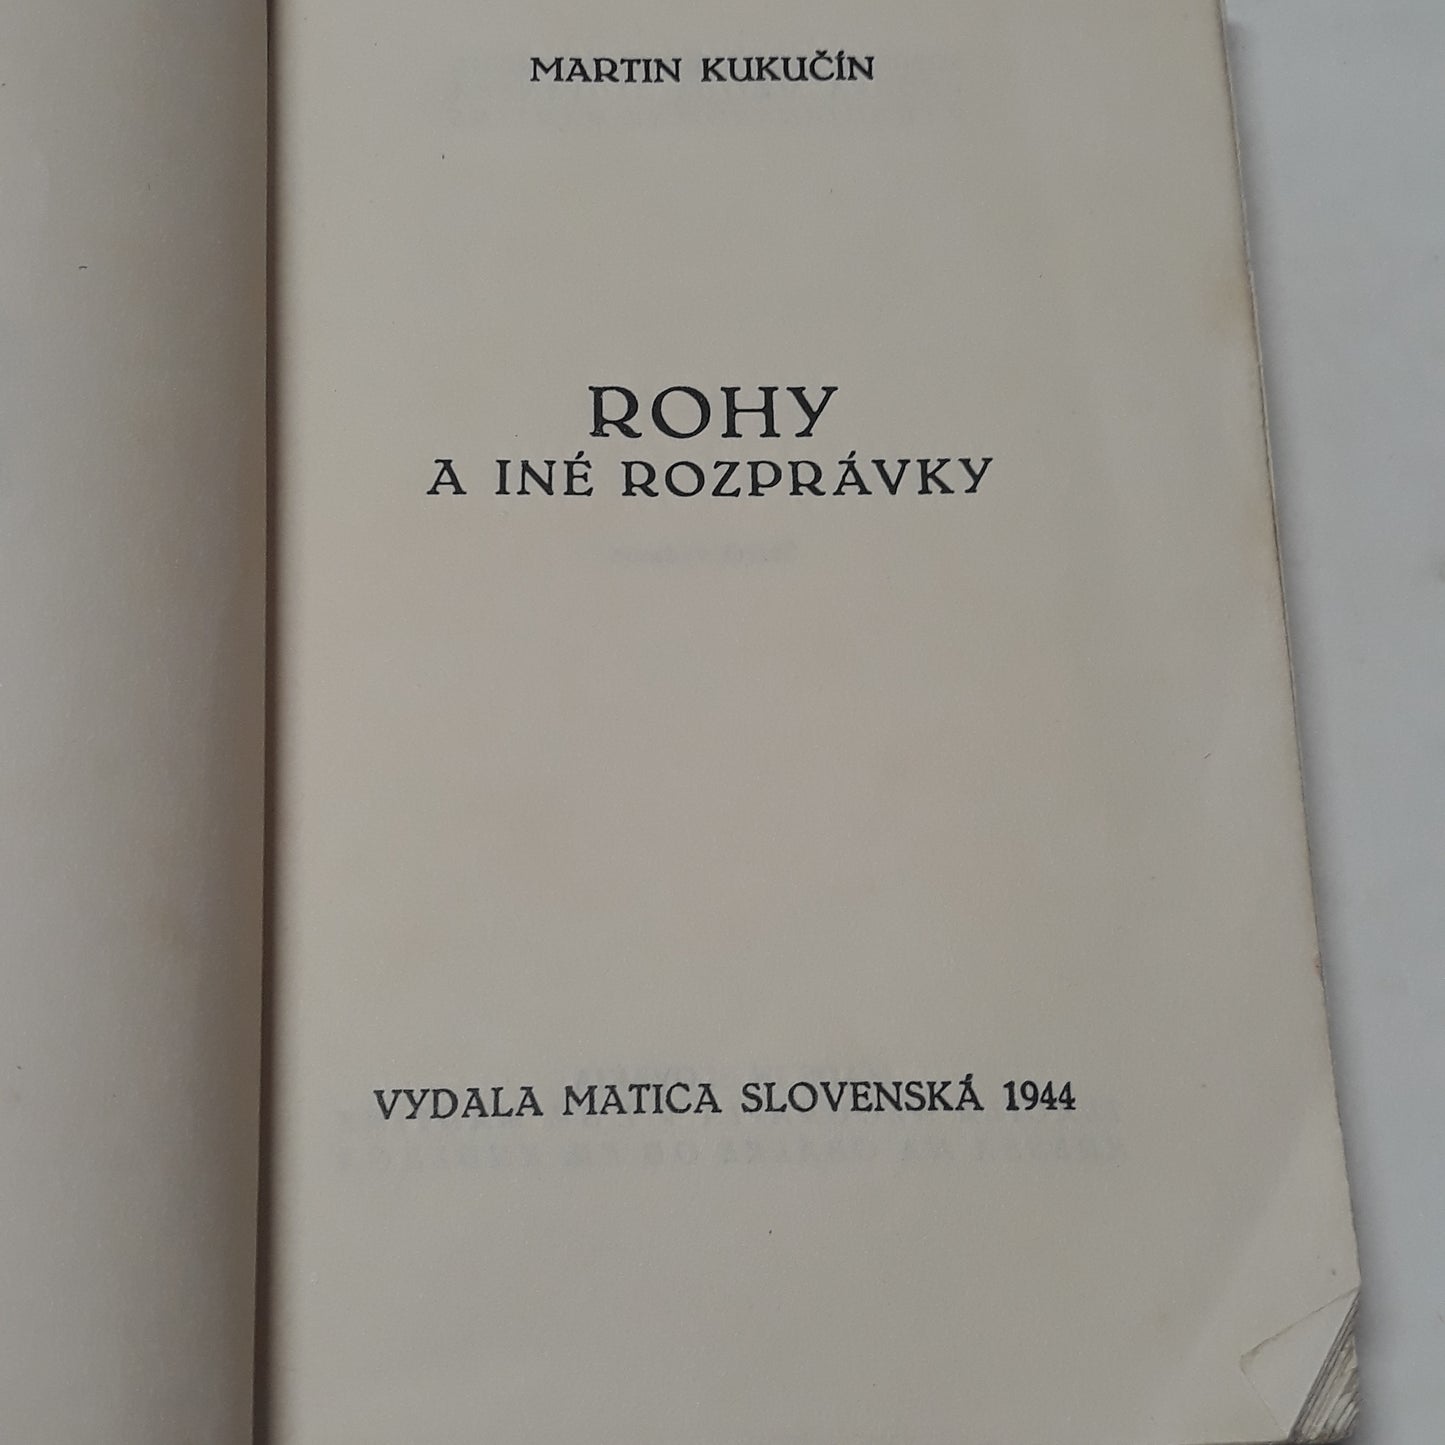 MARTIN KUKUČÍN
ROHY
A INÉ ROZPRÁVKY
VYDALA MATICA SLOVENSKÁ 1944